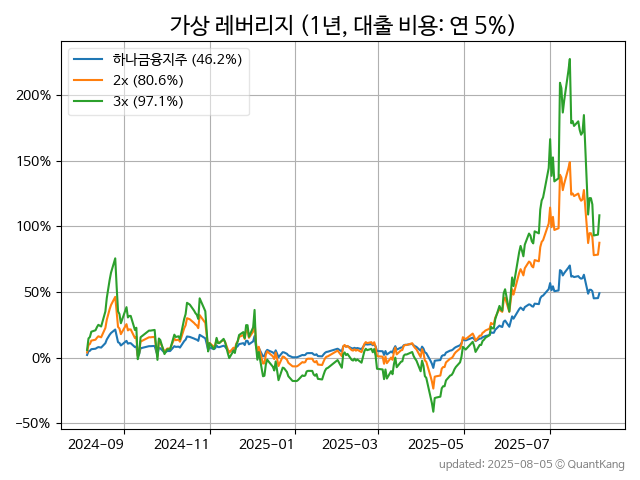 가상 레버리지 (1년, 대출 비용: 연 5%)
하나금융지주 (46.2%)
2x (80.6%)
3x (97.1%)
200%
150%
100%
50%
0%
−50%
2024-09 2024-11 2025-01 2025-03 2025-05 2025-07
updated: 2025-08-05 © QuantKang